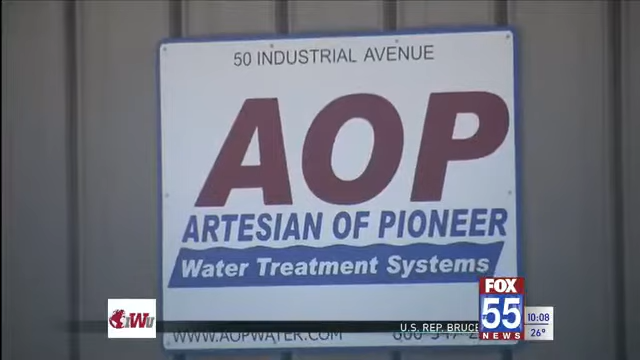 50 INDUSTRIAL AVENUE
AOP
ARTESIAN OF PIONEER
Water Treatment Systems
WWW.AOPWATER.COM
IWU
U.S. REP. BRUCE
FOX
55
NEWS
10:08
26°